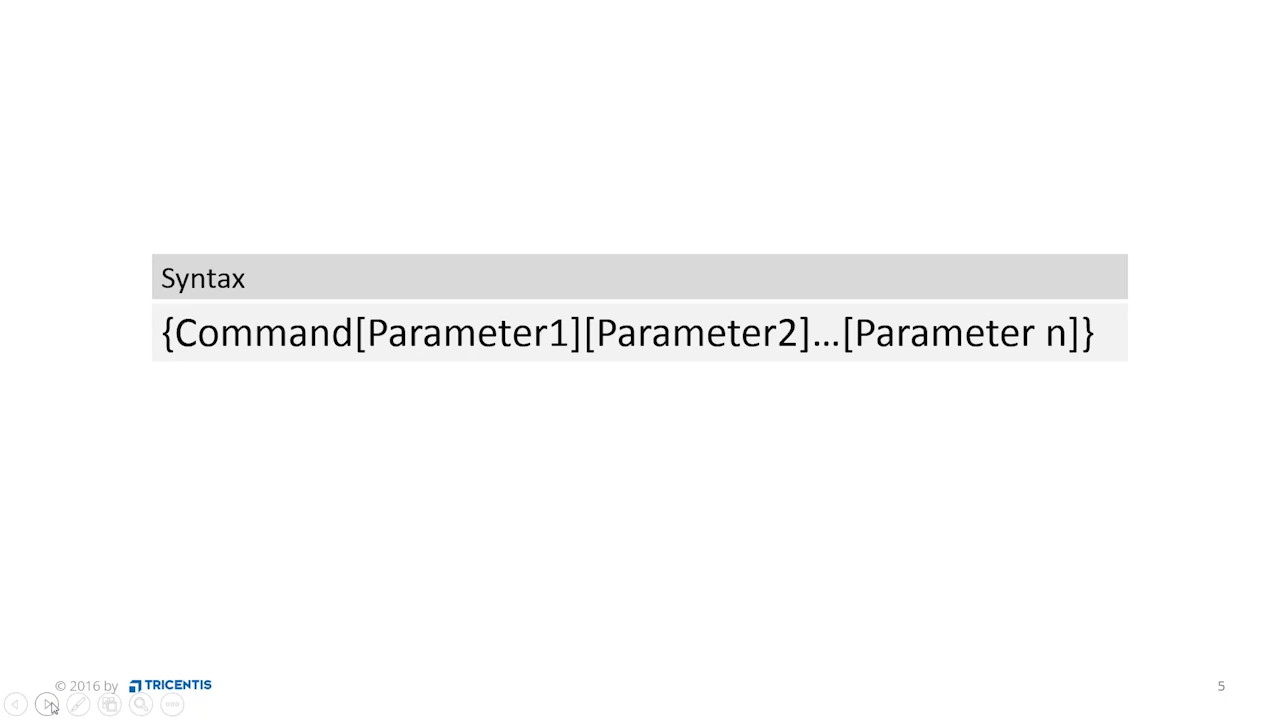 Syntax
{Command[Parameter1][Parameter2]...[Parameter n]}
© 2016 by TRICENTIS
5